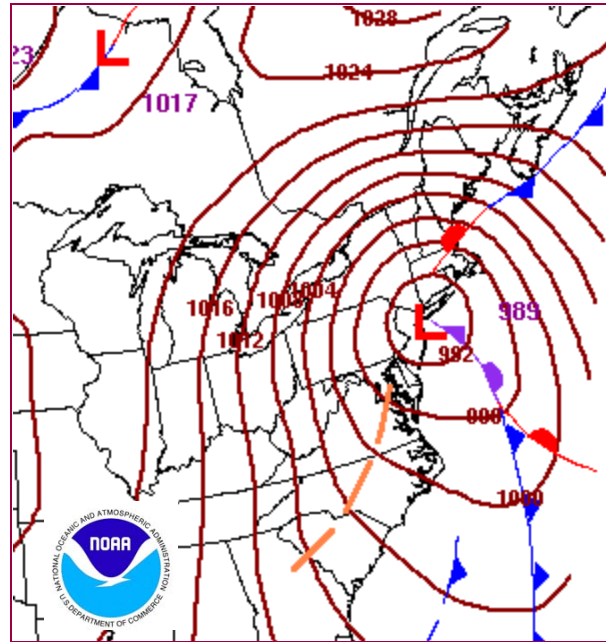 1028
23
L
1024
1017
1004
1008
1016
989
L
1012
992
1000
NATIONAL OCEANIC AND ATMOSPHERIC ADMINISTRATION
NOAA
U.S. DEPARTMENT OF COMMERCE